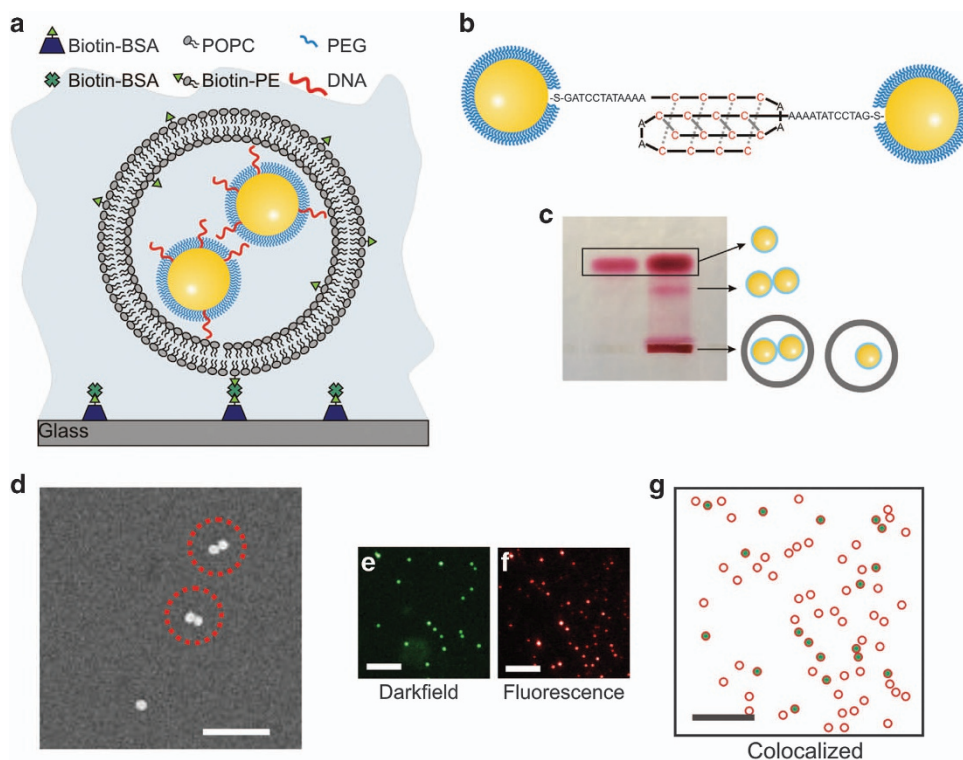 a
Biotin-BSA POPC PEG
Biotin-BSA Biotin-PE DNA
Glass
b
-S-GATCCTATAAAA C C C C A
C C C C A AAAATATCCTAG-S-
A C C C C A
A C C C C
c
d
e
Darkfield
f
Fluorescence
g
Colocalized